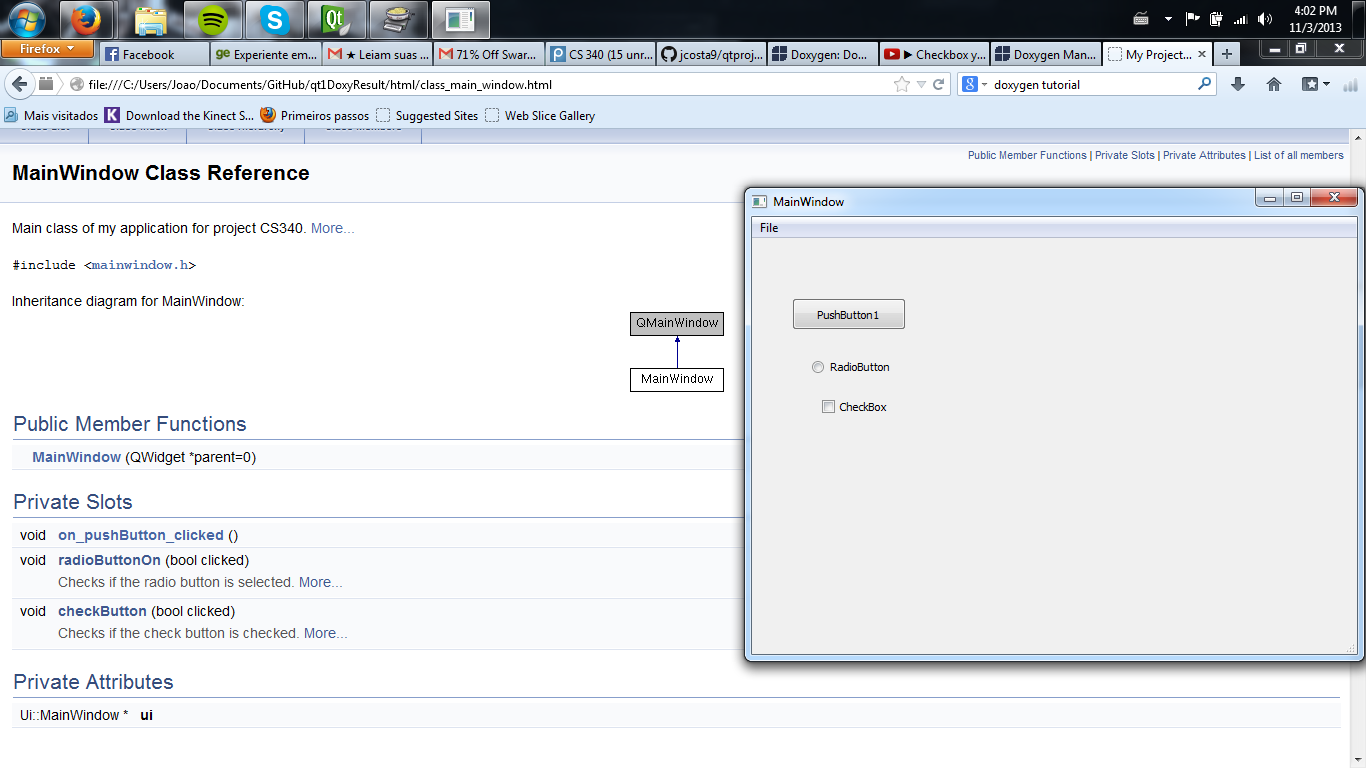 4:02 PM
11/3/2013
Firefox
Facebook
Experiente em...
★ Leiam suas ...
71% Off Swar...
CS 340 (15 unr...
jcosta9/qtproj...
Doxygen: Do...
▶ Checkbox y...
Doxygen Man...
My Project...
file:///C:/Users/Joao/Documents/GitHub/qt1DoxyResult/html/class_main_window.html
doxygen tutorial
Mais visitados
Download the Kinect S...
Primeiros passos
Suggested Sites
Web Slice Gallery
Public Member Functions | Private Slots | Private Attributes | List of all members
MainWindow Class Reference
Main class of my application for project CS340. More...
#include <mainwindow.h>
Inheritance diagram for MainWindow:
QMainWindow
MainWindow
Public Member Functions
MainWindow (QWidget *parent=0)
Private Slots
void on_pushButton_clicked ()
void radioButtonOn (bool clicked)
Checks if the radio button is selected. More...
void checkButton (bool clicked)
Checks if the check button is checked. More...
Private Attributes
Ui::MainWindow * ui
MainWindow
File
PushButton1
RadioButton
CheckBox